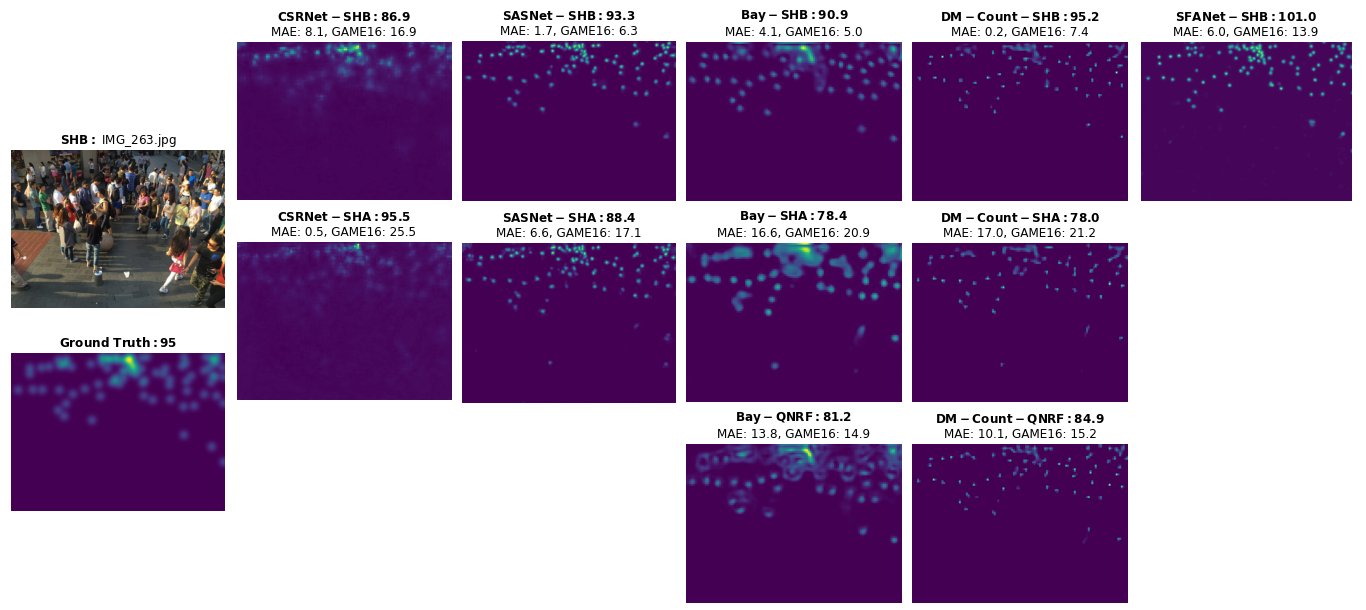 CSRNet − SHB: 86.9
MAE: 8.1, GAME16: 16.9
SASNet − SHB: 93.3
MAE: 1.7, GAME16: 6.3
Bay − SHB: 90.9
MAE: 4.1, GAME16: 5.0
DM − Count − SHB: 95.2
MAE: 0.2, GAME16: 7.4
SFANet − SHB: 101.0
MAE: 6.0, GAME16: 13.9
SHB: IMG_263.jpg
CSRNet − SHA: 95.5
MAE: 0.5, GAME16: 25.5
SASNet − SHA: 88.4
MAE: 6.6, GAME16: 17.1
Bay − SHA: 78.4
MAE: 16.6, GAME16: 20.9
DM − Count − SHA: 78.0
MAE: 17.0, GAME16: 21.2
Ground Truth: 95
Bay − QNRF: 81.2
MAE: 13.8, GAME16: 14.9
DM − Count − QNRF: 84.9
MAE: 10.1, GAME16: 15.2